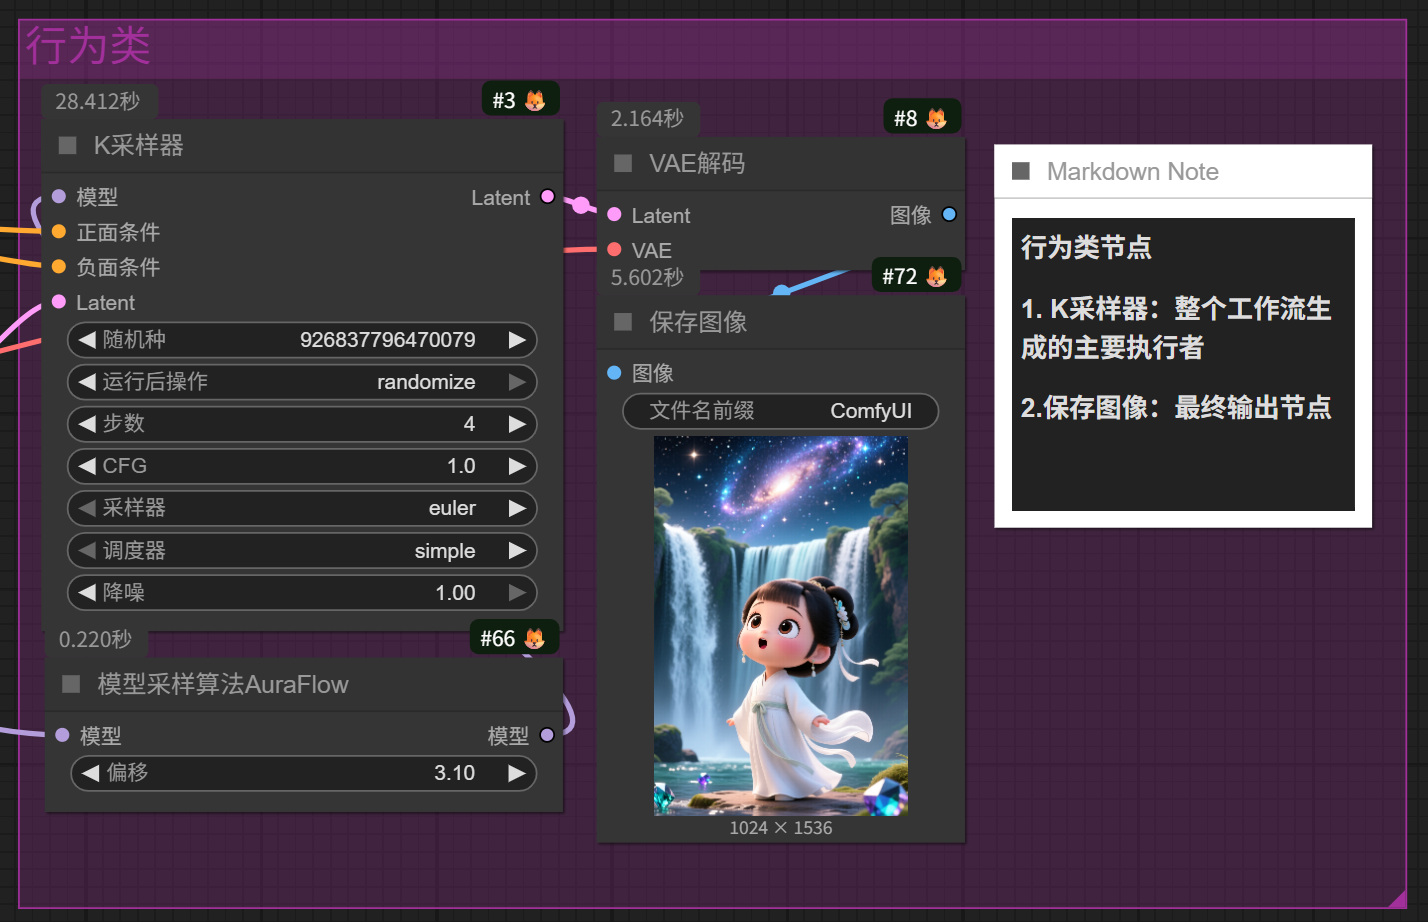 行为类
28.412秒
#3
K采样器
模型
Latent
正面条件
负面条件
Latent
随机种 926837796470079
运行后操作 randomize
步数 4
CFG 1.0
采样器 euler
调度器 simple
降噪 1.00
0.220秒
#66
模型采样算法AuraFlow
模型
模型
偏移 3.10
2.164秒
#8
VAE解码
Latent
图像
VAE
5.602秒
#72
保存图像
图像
文件名前缀 ComfyUI
1024 × 1536
Markdown Note
行为类节点
1. K采样器：整个工作流生
成的主要执行者
2.保存图像：最终输出节点